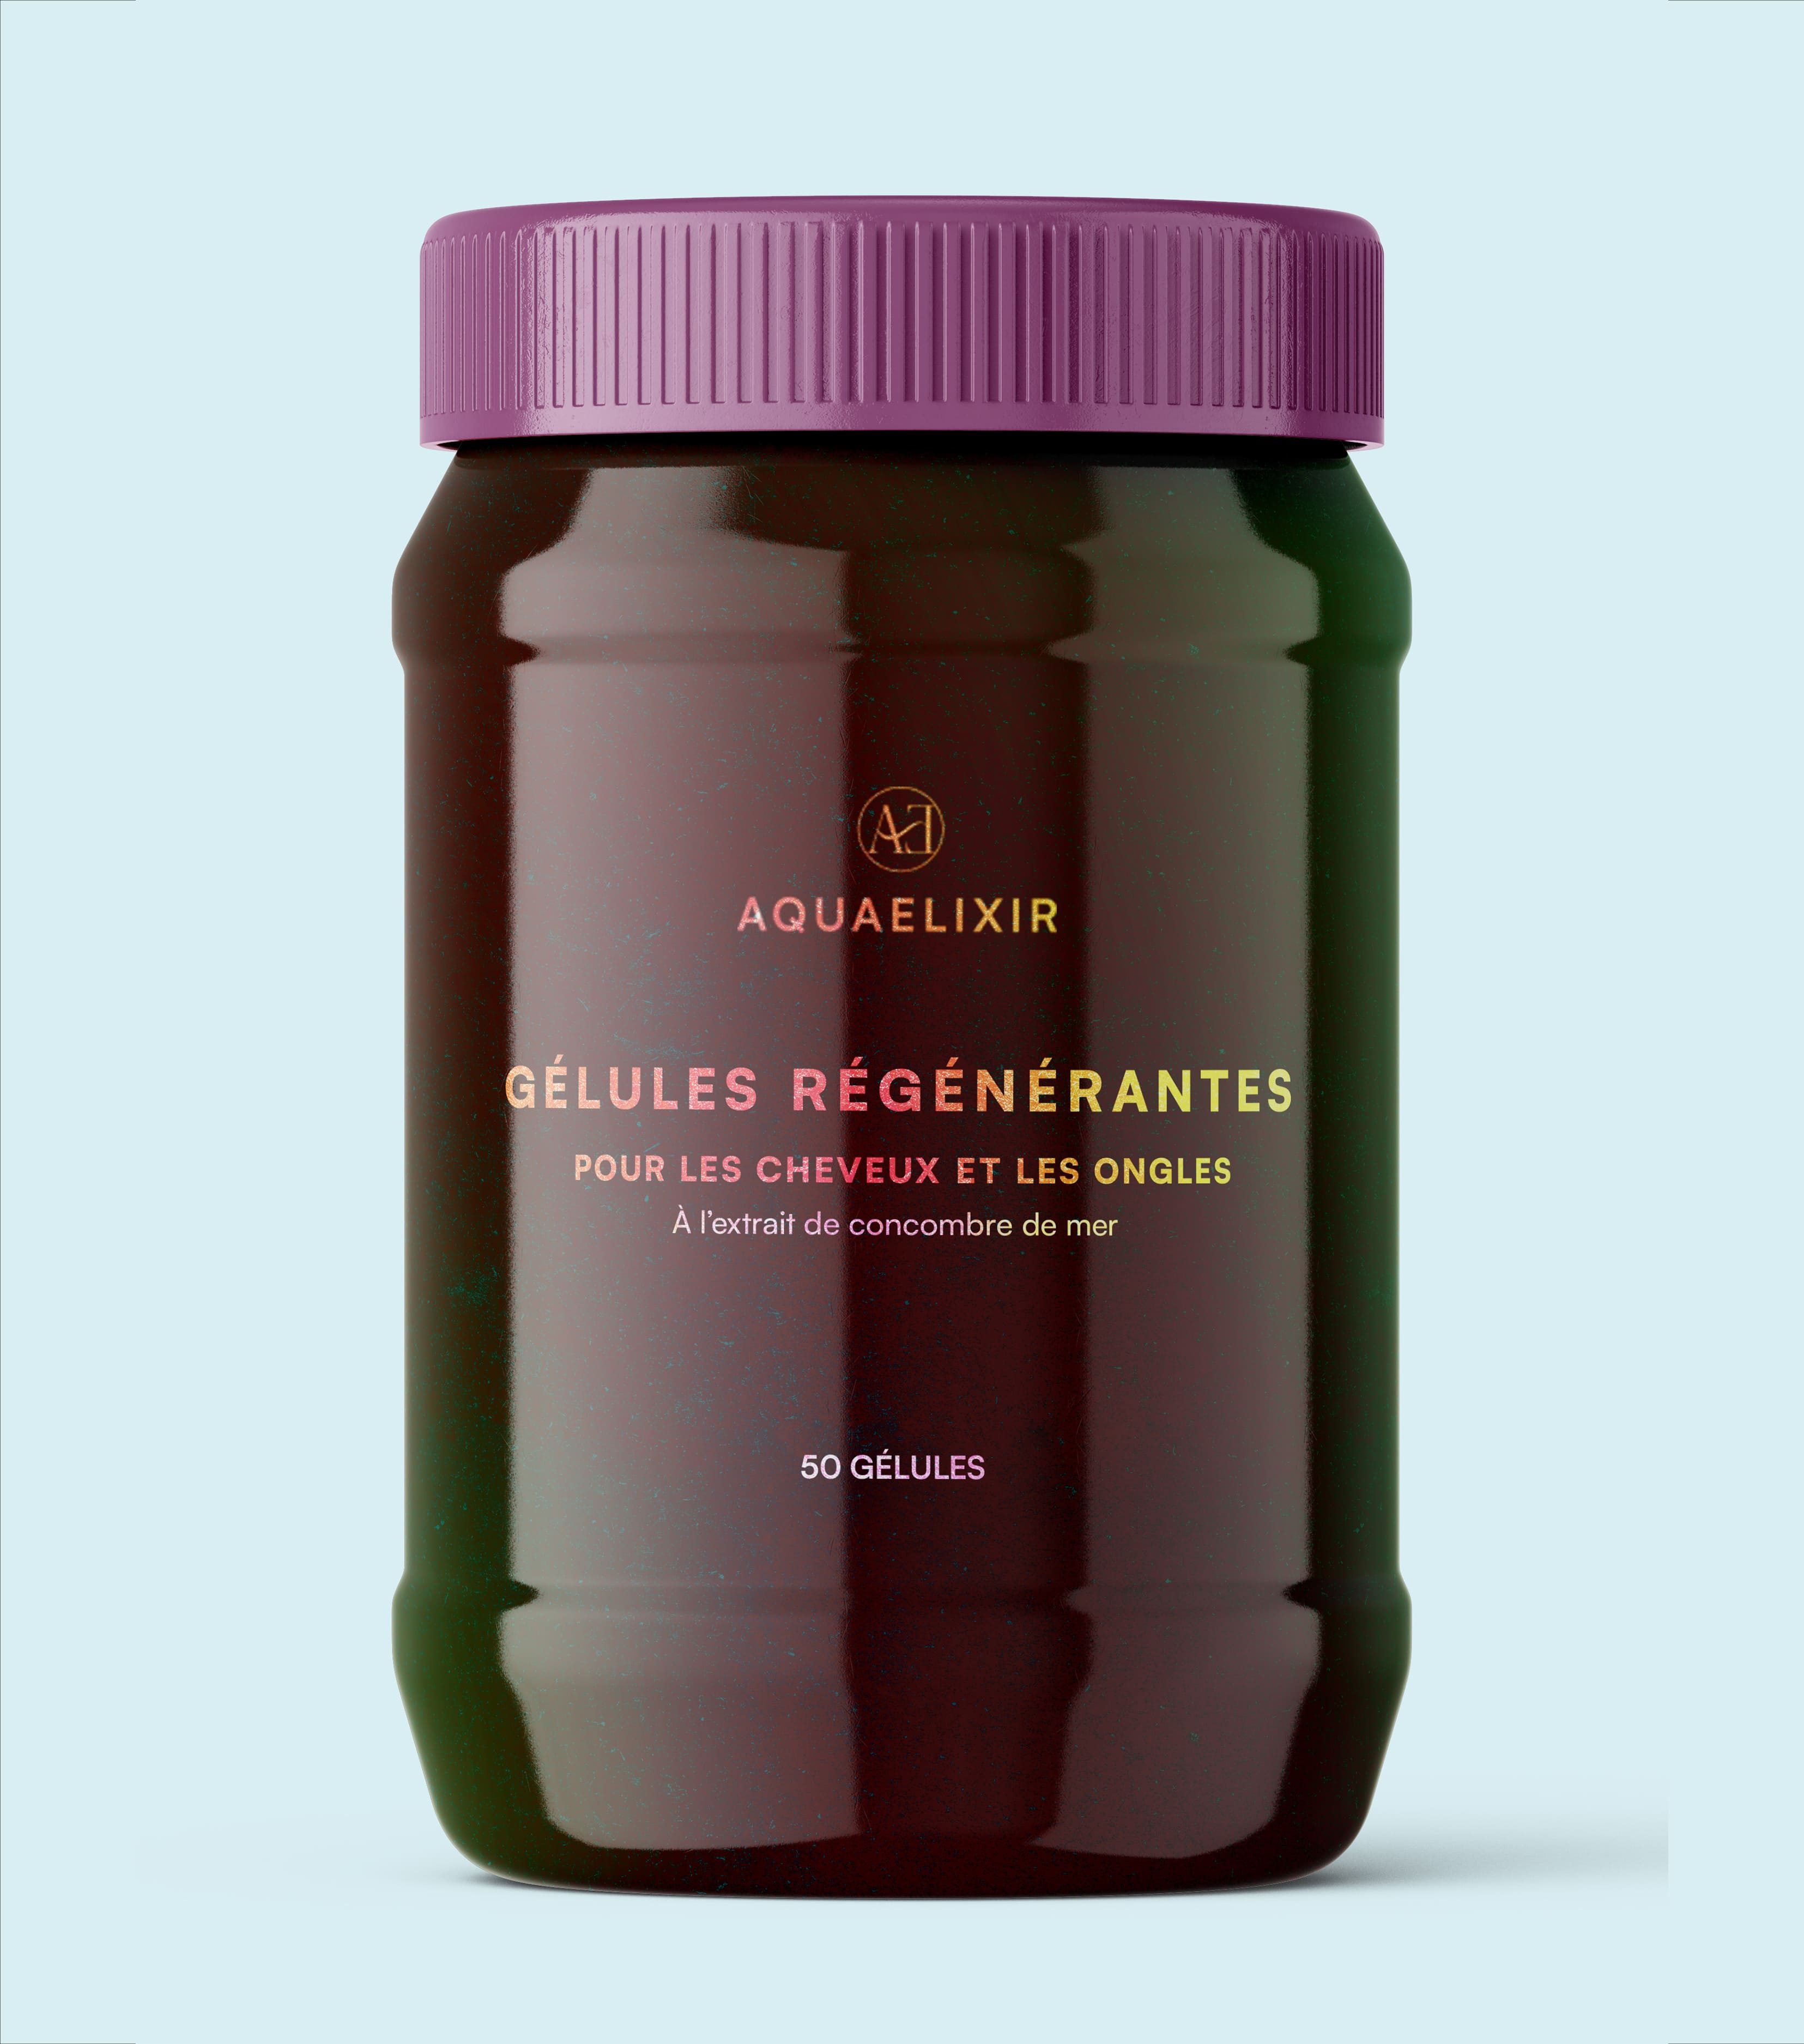 AE
AQUAELIXIR
GÉLULES RÉGÉNÉRANTES
POUR LES CHEVEUX ET LES ONGLES
À l’extrait de concombre de mer
50 GÉLULES